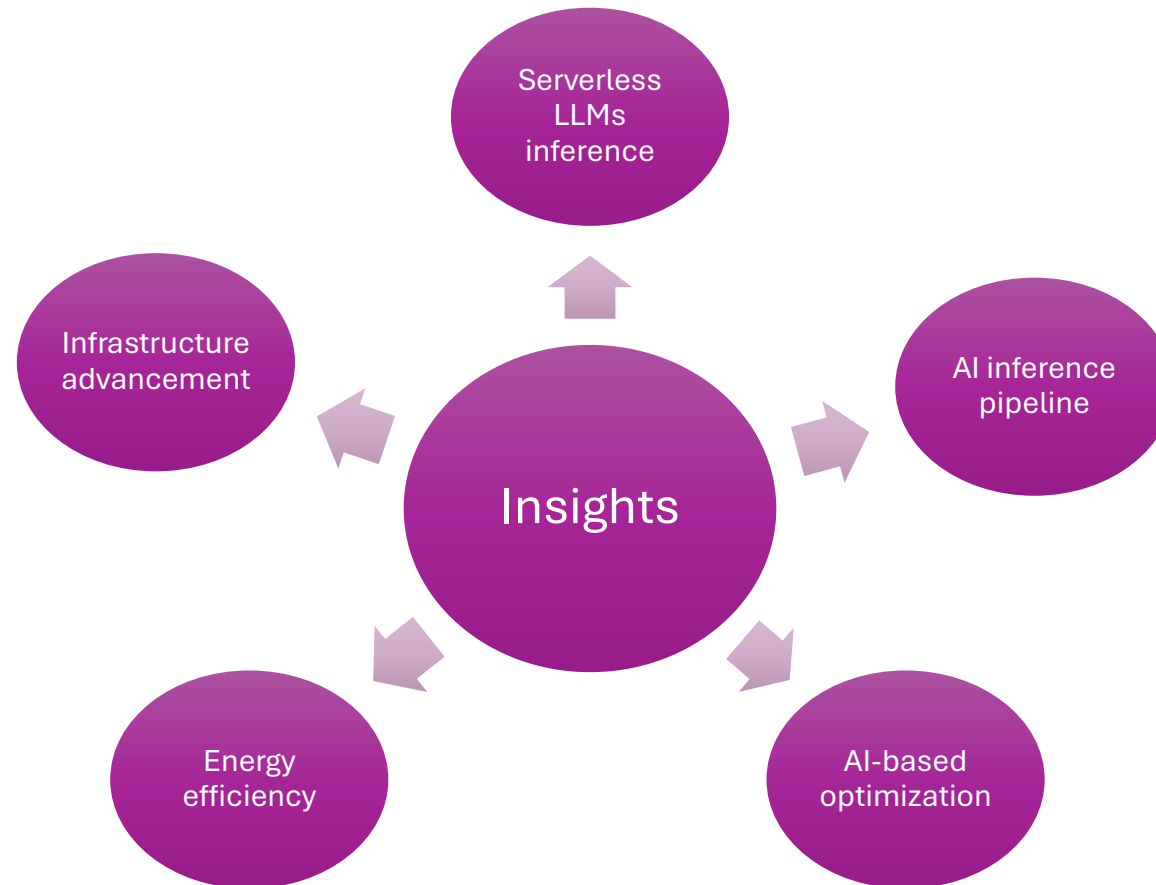 Serverless
LLMs
inference
Infrastructure
advancement
AI inference
pipeline
Insights
Energy
efficiency
AI-based
optimization